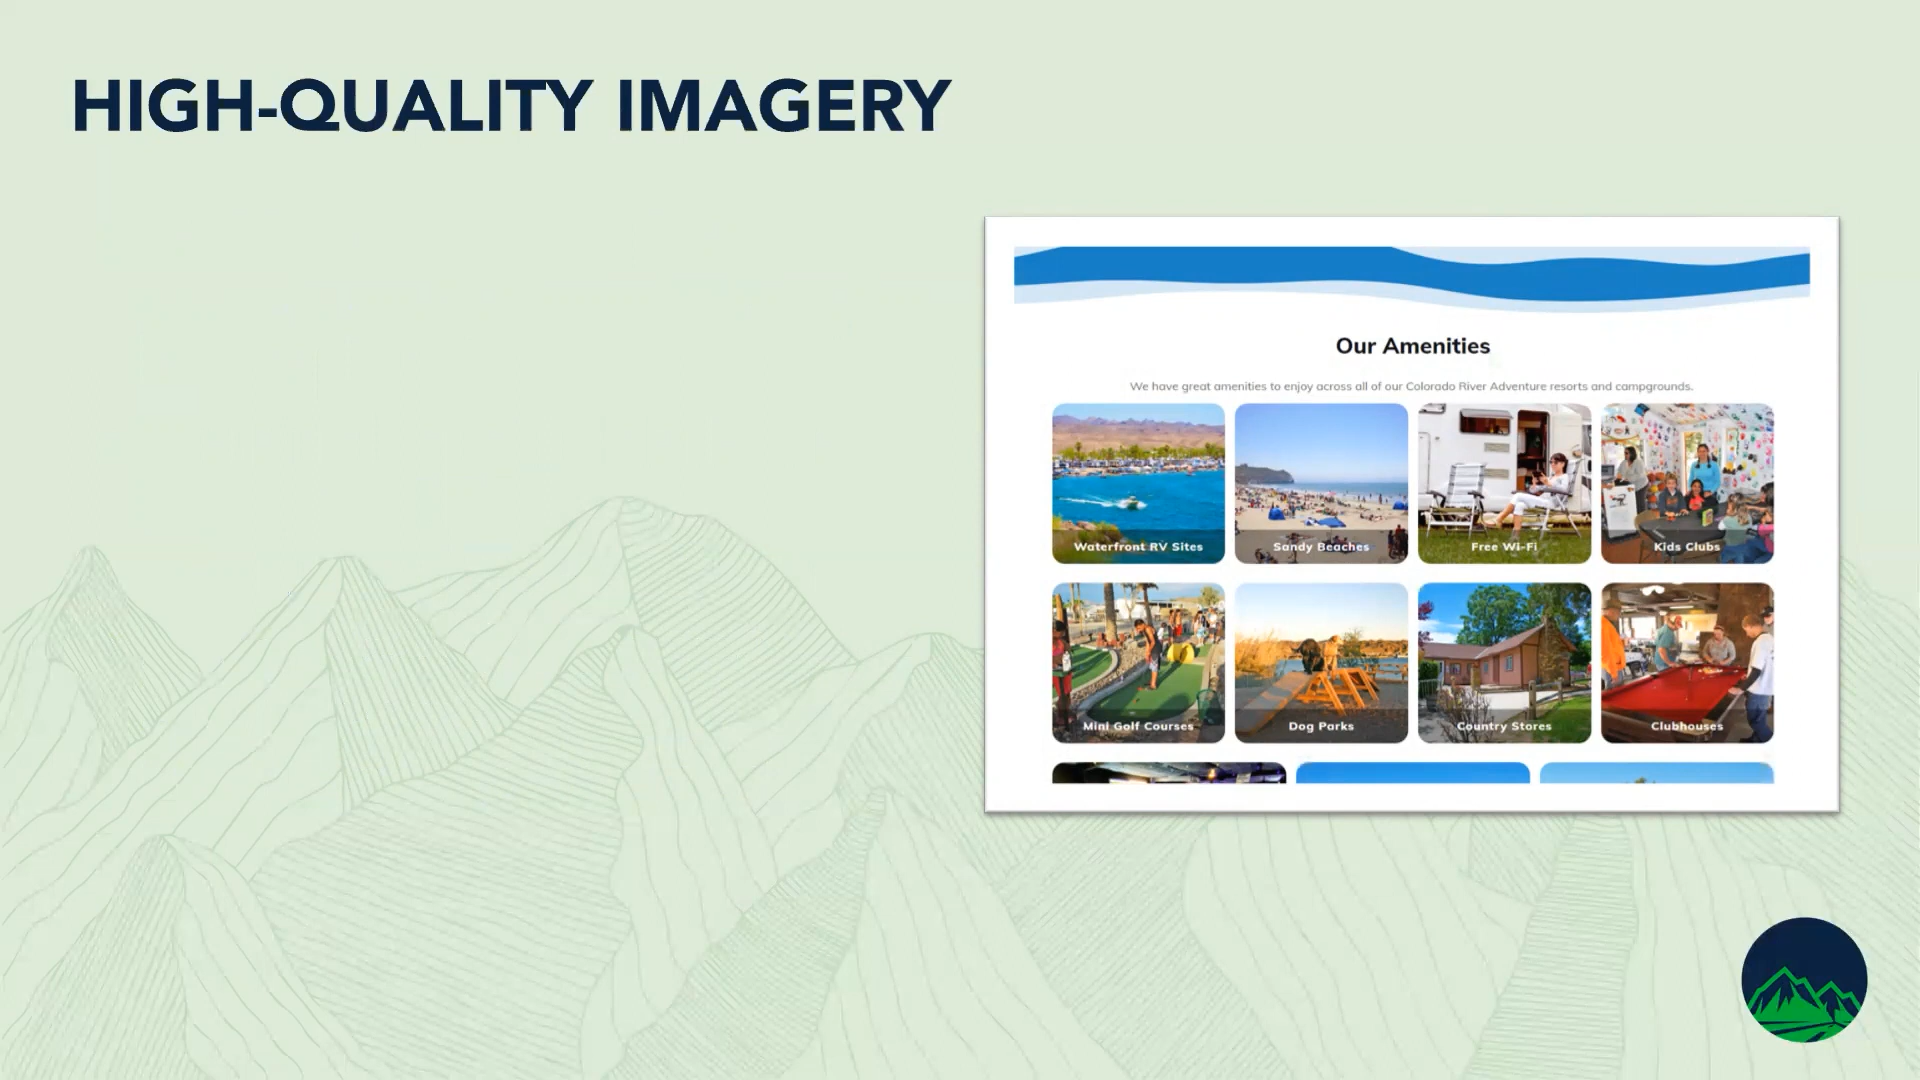 HIGH-QUALITY IMAGERY
Our Amenities
We have great amenities to enjoy across all of our Colorado River Adventure resorts and campgrounds.
Waterfront RV Sites
Sandy Beaches
Free Wi-Fi
Kids Clubs
Mini Golf Courses
Dog Parks
Country Stores
Clubhouses